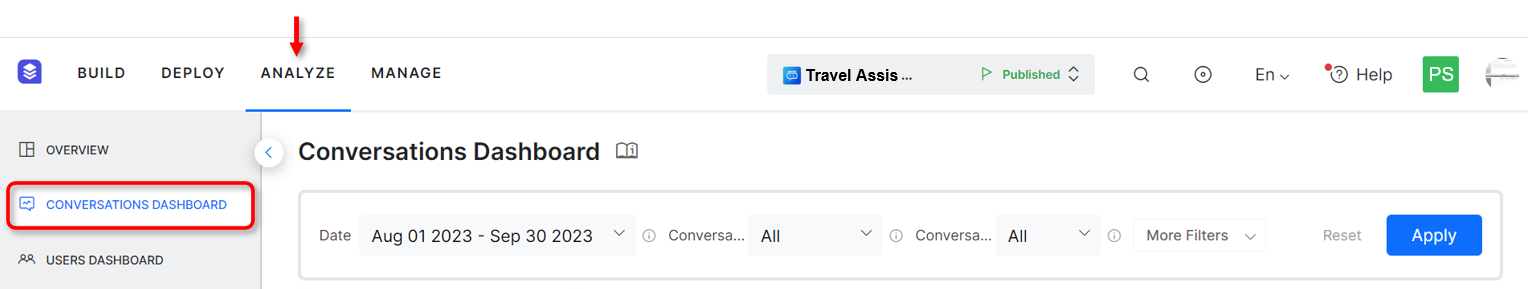 BUILD DEPLOY ANALYZE MANAGE Travel Assis ... Published En Help PS
OVERVIEW
Conversations Dashboard
CONVERSATIONS DASHBOARD
Date Aug 01 2023 - Sep 30 2023 Conversa... All Conversa... All More Filters Reset Apply
USERS DASHBOARD